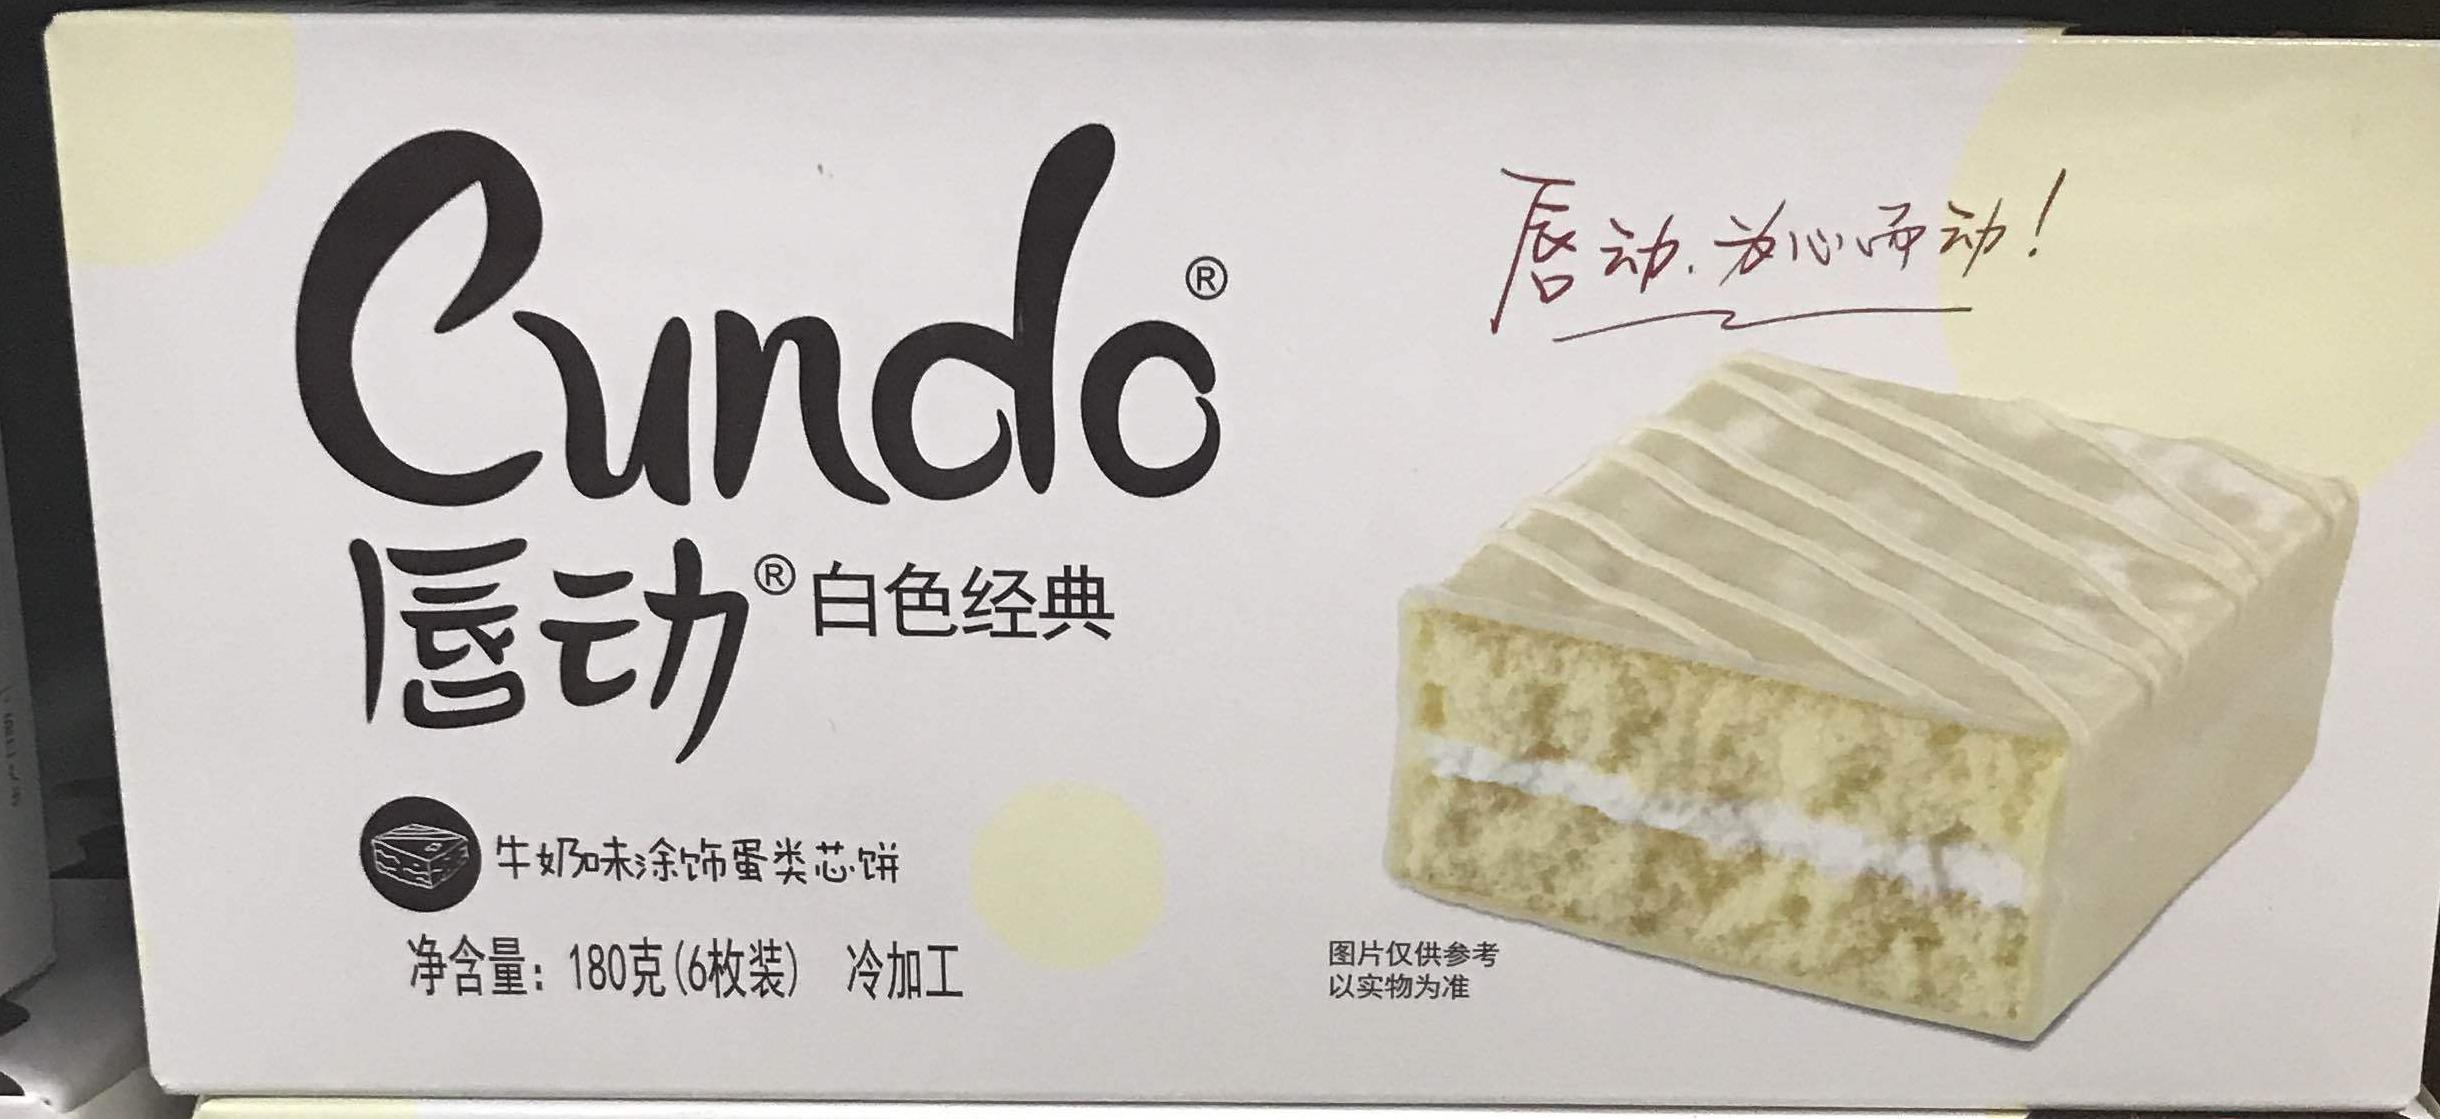 Cundo®
唇动®白色经典
牛奶味涂饰蛋类芯饼
净含量：180克(6枚装) 冷加工
唇动.为心而动！
图片仅供参考
以实物为准